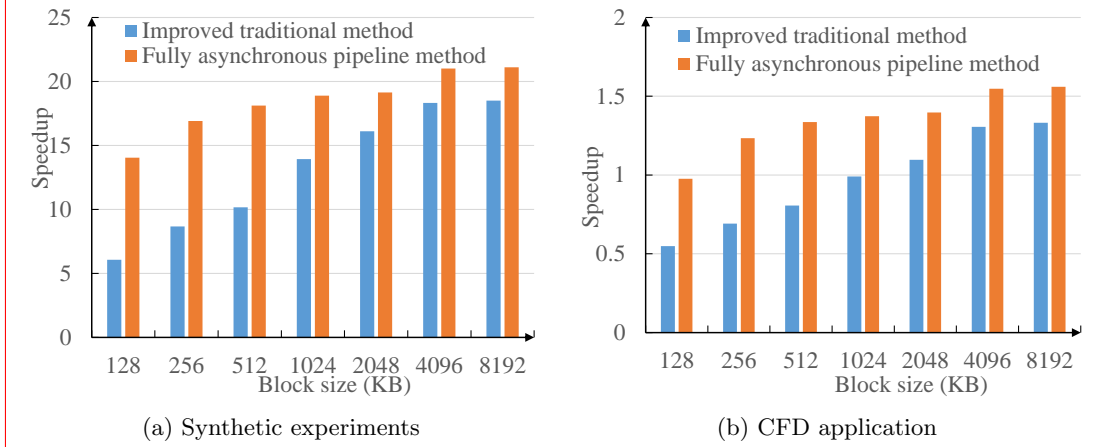 25
20
15
10
5
0
Speedup
Improved traditional method
Fully asynchronous pipeline method
128 256 512 1024 2048 4096 8192
Block size (KB)
(a) Synthetic experiments
2
1.5
1
0.5
0
Speedup
Improved traditional method
Fully asynchronous pipeline method
128 256 512 1024 2048 4096 8192
Block size (KB)
(b) CFD application